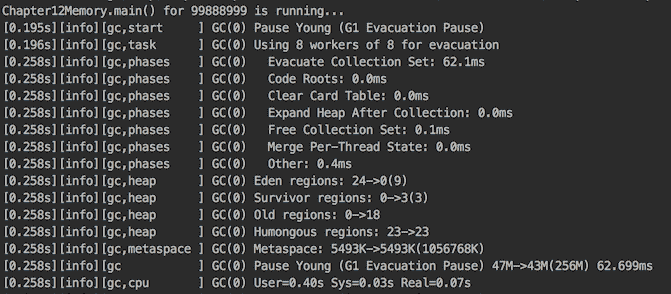 Chapter12Memory.main() for 99888999 is running...
[0.195s][info][gc,start     ] GC(0) Pause Young (G1 Evacuation Pause)
[0.196s][info][gc,task      ] GC(0) Using 8 workers of 8 for evacuation
[0.258s][info][gc,phases    ] GC(0)   Evacuate Collection Set: 62.1ms
[0.258s][info][gc,phases    ] GC(0)   Code Roots: 0.0ms
[0.258s][info][gc,phases    ] GC(0)   Clear Card Table: 0.0ms
[0.258s][info][gc,phases    ] GC(0)   Expand Heap After Collection: 0.0ms
[0.258s][info][gc,phases    ] GC(0)   Free Collection Set: 0.1ms
[0.258s][info][gc,phases    ] GC(0)   Merge Per-Thread State: 0.0ms
[0.258s][info][gc,phases    ] GC(0)   Other: 0.4ms
[0.258s][info][gc,heap      ] GC(0) Eden regions: 24->0(9)
[0.258s][info][gc,heap      ] GC(0) Survivor regions: 0->3(3)
[0.258s][info][gc,heap      ] GC(0) Old regions: 0->18
[0.258s][info][gc,heap      ] GC(0) Humongous regions: 23->23
[0.258s][info][gc,metaspace ] GC(0) Metaspace: 5493K->5493K(1056768K)
[0.258s][info][gc           ] GC(0) Pause Young (G1 Evacuation Pause) 47M->43M(256M) 62.699ms
[0.258s][info][gc,cpu       ] GC(0) User=0.40s Sys=0.03s Real=0.07s